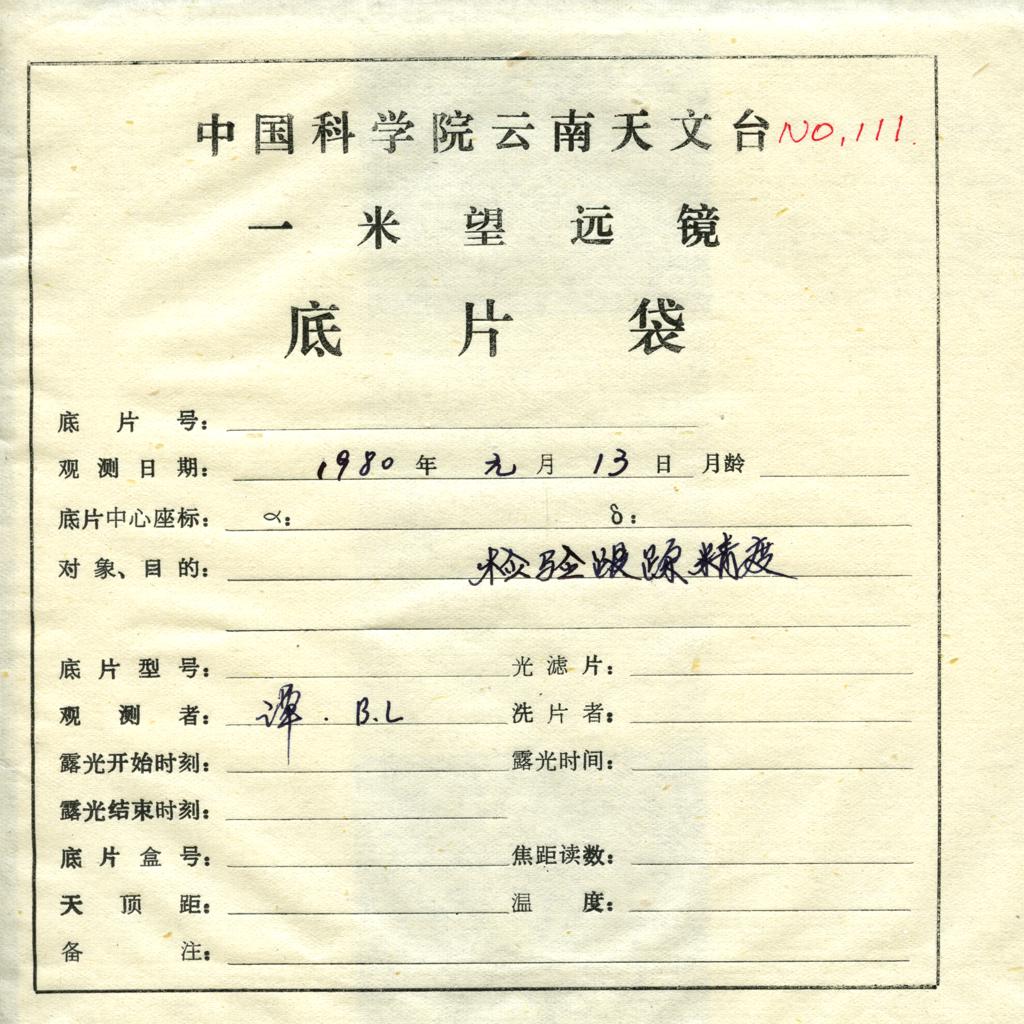 中国科学院云南天文台 NO,111.
一米望远镜
底片袋
底片号：
观测日期： 1980 年 元 月 13 日 月龄
底片中心座标： α： δ：
对象、目的： 检验跟踪精度
底片型号： 光滤片：
观测者： 谭. B.L 洗片者：
露光开始时刻： 露光时间：
露光结束时刻：
底片盒号： 焦距读数：
天顶距： 温度：
备注：